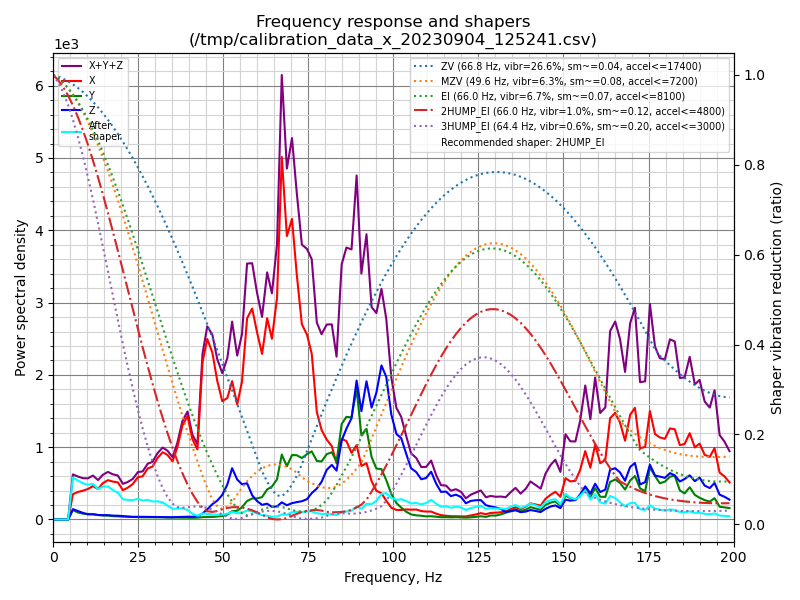 Frequency response and shapers
(/tmp/calibration_data_x_20230904_125241.csv)
1e3
X+Y+Z
X
Y
Z
After
shaper
ZV (66.8 Hz, vibr=26.6%, sm~=0.04, accel<=17400)
MZV (49.6 Hz, vibr=6.3%, sm~=0.08, accel<=7200)
EI (66.0 Hz, vibr=6.7%, sm~=0.07, accel<=8100)
2HUMP_EI (66.0 Hz, vibr=1.0%, sm~=0.12, accel<=4800)
3HUMP_EI (64.4 Hz, vibr=0.6%, sm~=0.20, accel<=3000)
Recommended shaper: 2HUMP_EI
6
5
4
3
2
1
0
Power spectral density
1.0
0.8
0.6
0.4
0.2
0.0
Shaper vibration reduction (ratio)
0 25 50 75 100 125 150 175 200
Frequency, Hz